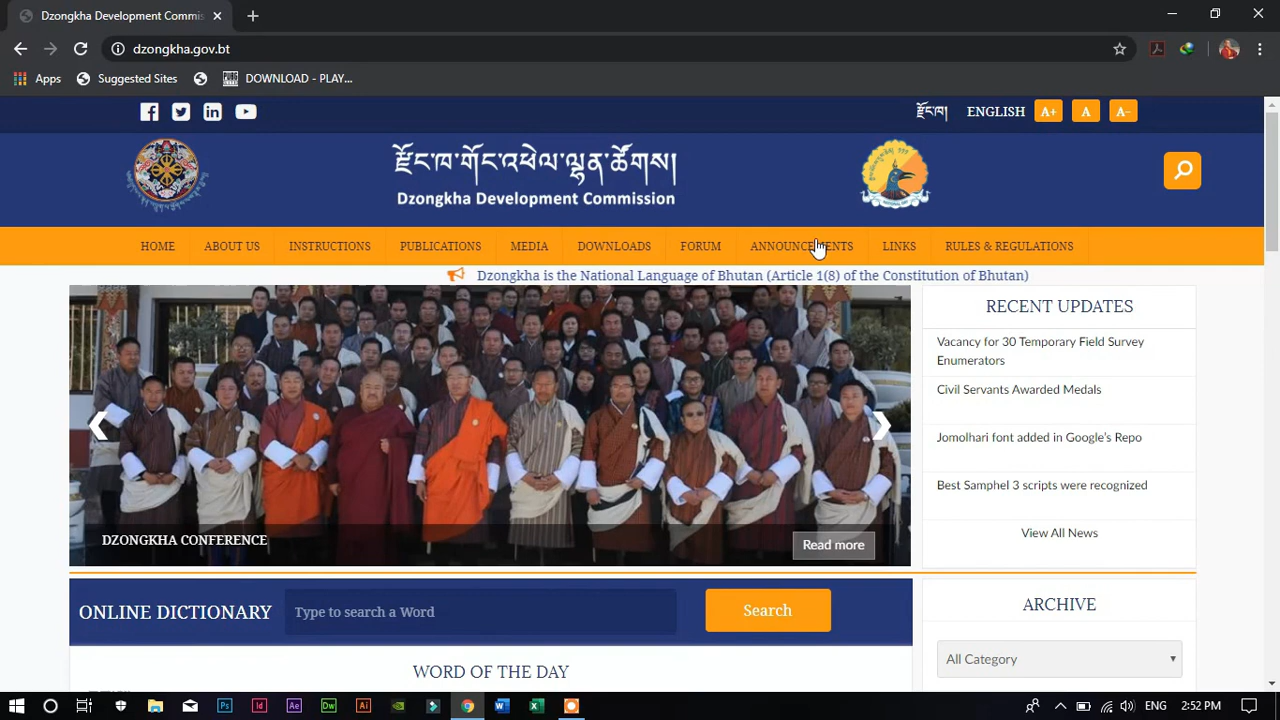 Dzongkha Development Commis
dzongkha.gov.bt
Apps Suggested Sites DOWNLOAD - PLAY...
རྫོང་ཁ། ENGLISH A+ A A-
རྫོང་ཁ་གོང་འཕེལ་ལྷན་ཚོགས།
Dzongkha Development Commission
HOME ABOUT US INSTRUCTIONS PUBLICATIONS MEDIA DOWNLOADS FORUM ANNOUNCEMENTS LINKS RULES & REGULATIONS
Dzongkha is the National Language of Bhutan (Article 1(8) of the Constitution of Bhutan)
DZONGKHA CONFERENCE
Read more
RECENT UPDATES
Vacancy for 30 Temporary Field Survey
Enumerators
Civil Servants Awarded Medals
Jomolhari font added in Google's Repo
Best Samphel 3 scripts were recognized
View All News
ONLINE DICTIONARY Type to search a Word Search
WORD OF THE DAY
ARCHIVE
All Category
ENG 2:52 PM